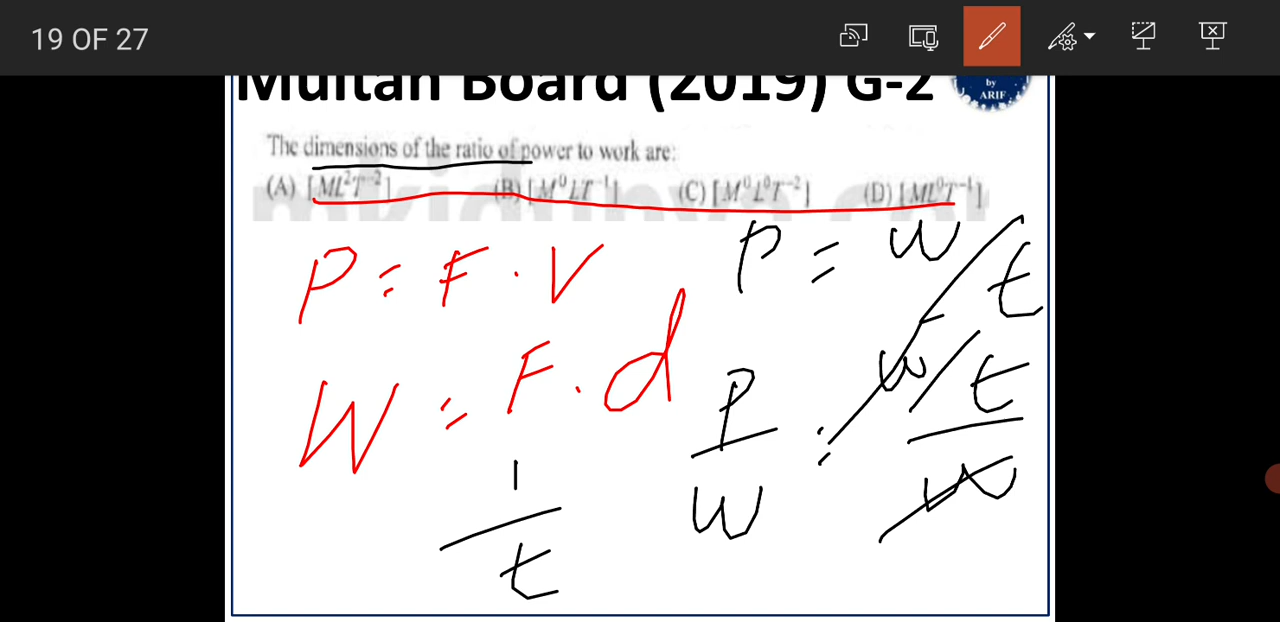 19 OF 27
Multan Board (2019) G-2
by
ARIF
The dimensions of the ratio of power to work are:
(A) [ML²T⁻²] (B) [M⁰LT⁻¹] (C) [M⁰L⁰T⁻²] (D) [ML⁰T⁻¹]
P = F . V
P = W/t
W = F . d
P/W = W/t/W
1/t